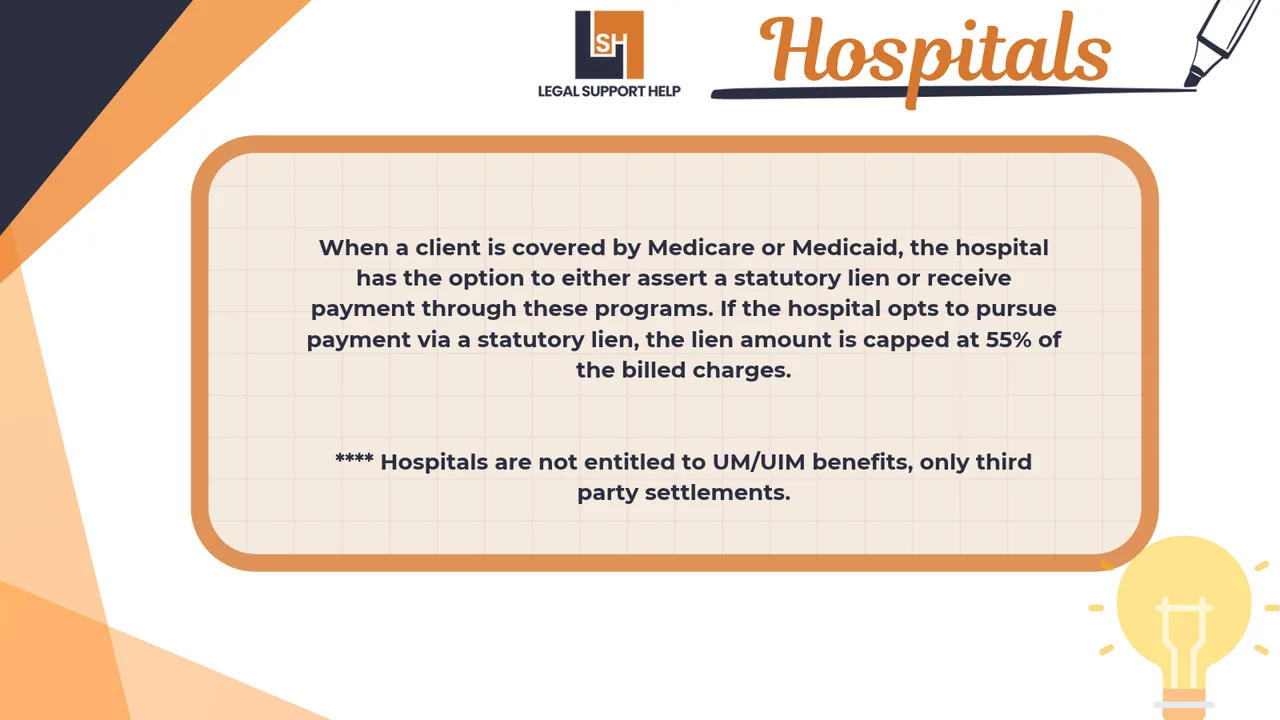 LSH
LEGAL SUPPORT HELP
Hospitals
When a client is covered by Medicare or Medicaid, the hospital
has the option to either assert a statutory lien or receive
payment through these programs. If the hospital opts to pursue
payment via a statutory lien, the lien amount is capped at 55% of
the billed charges.
**** Hospitals are not entitled to UM/UIM benefits, only third
party settlements.